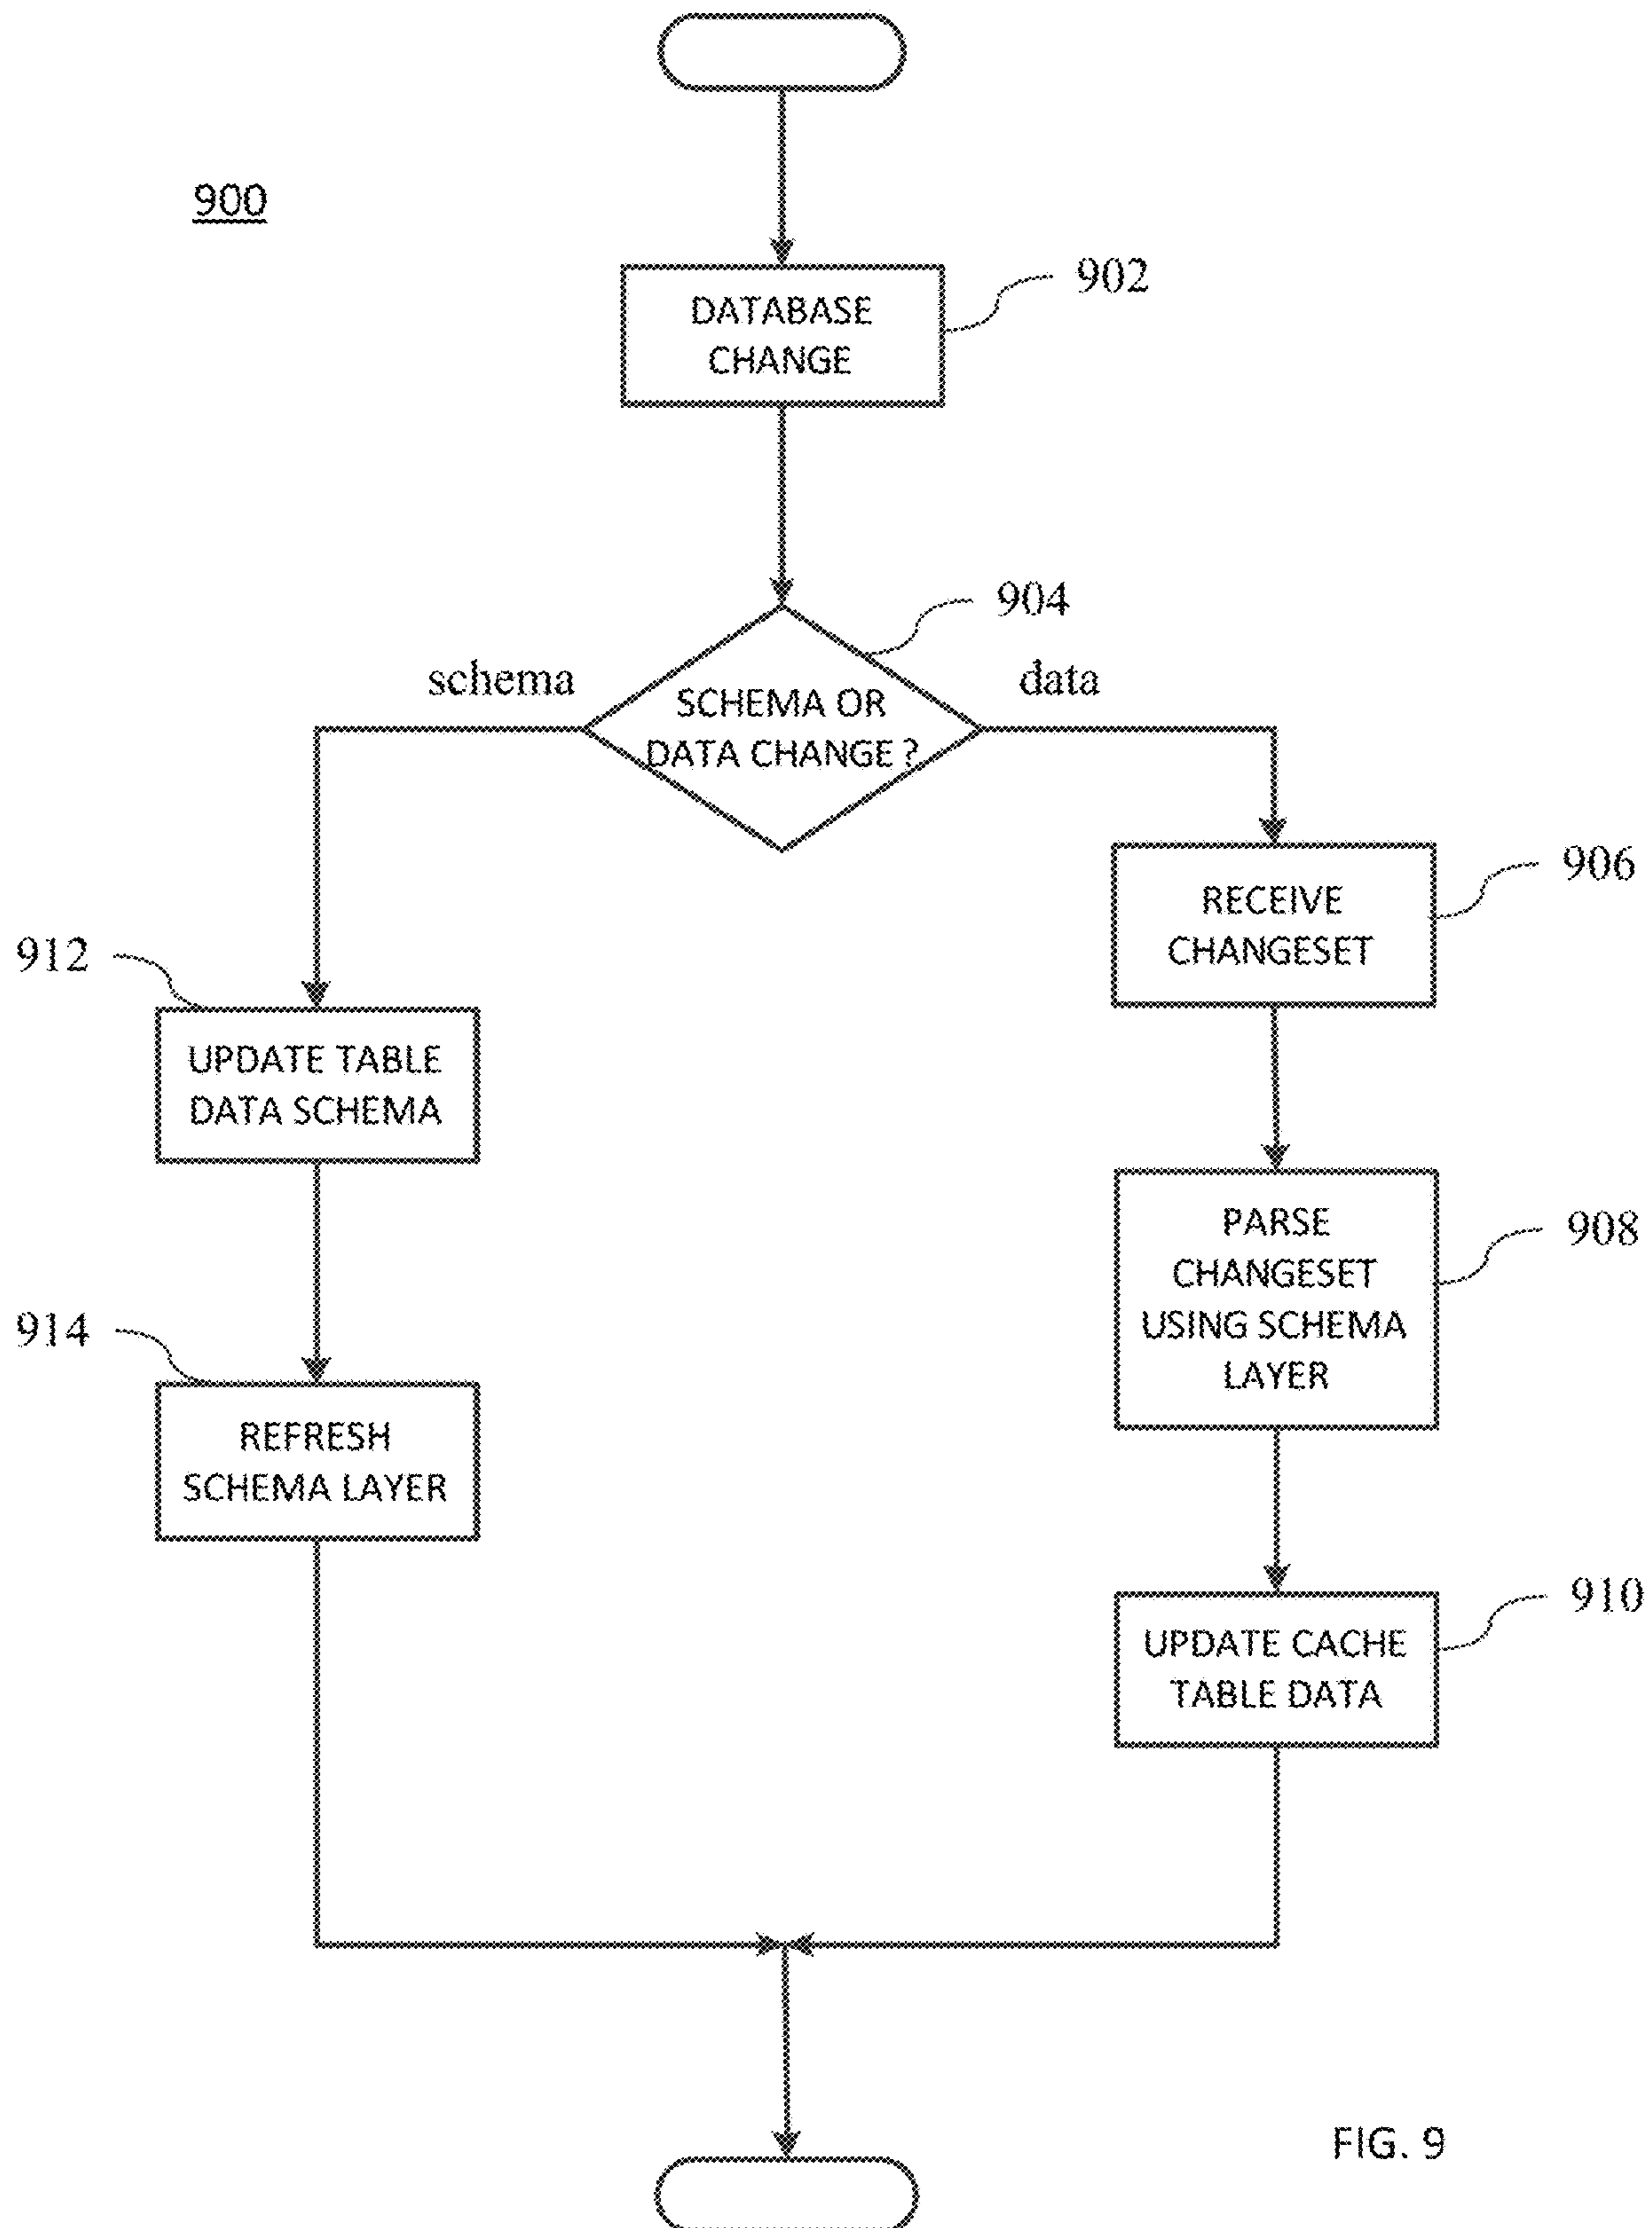 900
DATABASE
CHANGE
902
904
schema
data
SCHEMA OR
DATA CHANGE ?
RECEIVE
CHANGESET
906
912
UPDATE TABLE
DATA SCHEMA
PARSE
CHANGESET
USING SCHEMA
LAYER
908
914
REFRESH
SCHEMA LAYER
910
UPDATE CACHE
TABLE DATA
FIG. 9